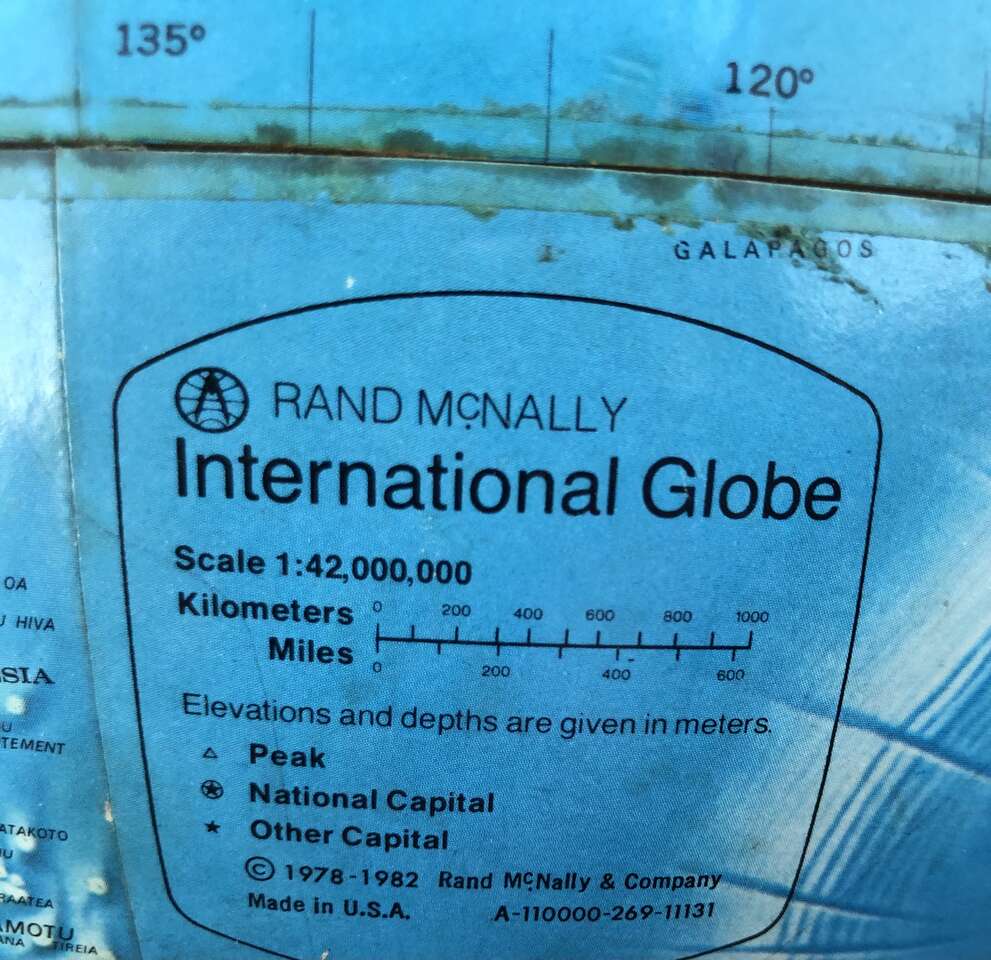 135° 120°
GALAPAGOS
RAND McNALLY
International Globe
Scale 1:42,000,000
Kilometers 0 200 400 600 800 1000
Miles 0 200 400 600
Elevations and depths are given in meters.
Peak
National Capital
Other Capital
© 1978-1982 Rand McNally & Company
Made in U.S.A. A-110000-269-11131
OA
HIVA
SIA
U
TEMENT
ATAKOTO
RAATEA
AMOTU
ANA TIREIA